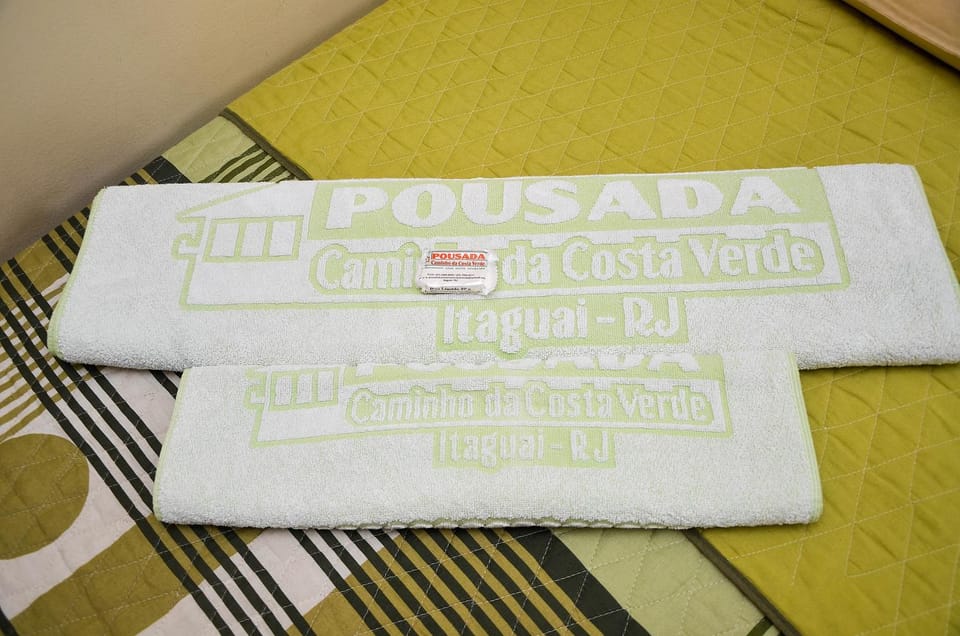 POUSADA
Caminho da Costa Verde
Itaguai - RJ
POUSADA
Caminho da Costa Verde
POUSADA
Caminho da Costa Verde
Itaguai - RJ